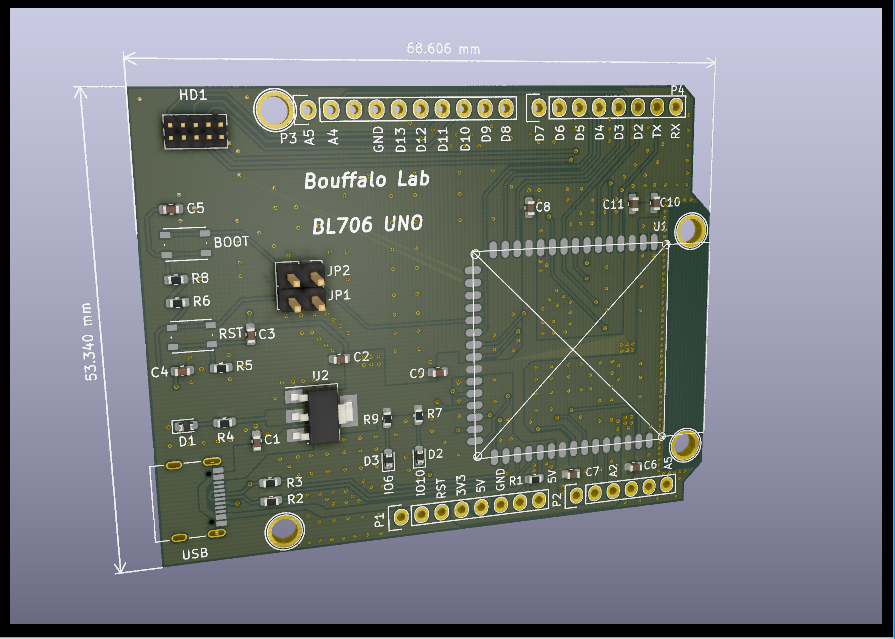 68.606 mm
HD1
P4
P3
A5
A4
GND
D13
D12
D11
D10
D9
D8
D7
D6
D5
D4
D3
D2
TX
RX
Bouffalo Lab
C5
C8
C11
C10
BL706 UNO
U1
BOOT
JP2
R8
JP1
R6
53.340 mm
RST
C3
C2
C4
R5
U2
C9
R9
R7
D1
R4
C1
D3
D2
R3
R2
IO6
IO10
RST
3V3
5V
GND
R1
5V
C7
A2
C6
A5
P1
P2
USB